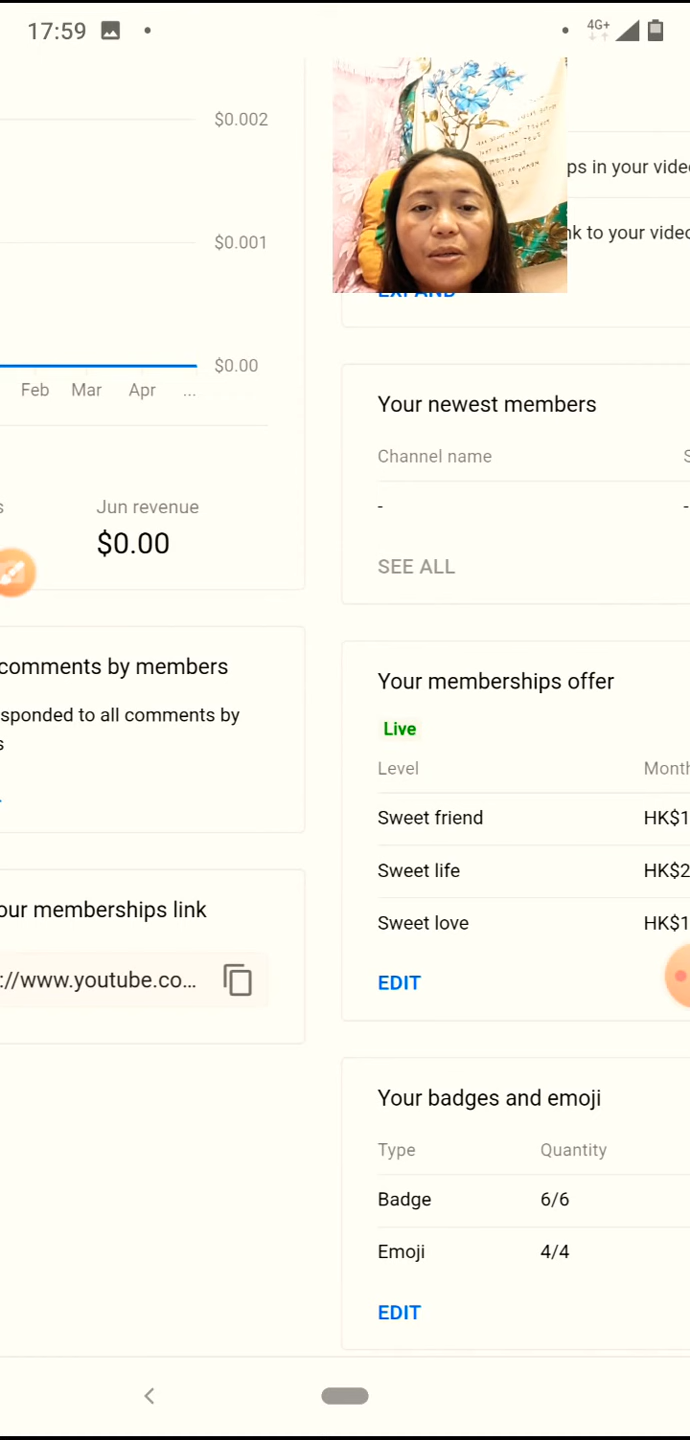 17:59
4G+
$0.002
$0.001
$0.00
Feb Mar Apr ...
s
Jun revenue
$0.00
comments by members
sponded to all comments by
s
our memberships link
://www.youtube.co...
ps in your vide
nk to your video
EXPAND
Your newest members
Channel name S
- -
SEE ALL
Your memberships offer
Live
Level Month
Sweet friend HK$1
Sweet life HK$2
Sweet love HK$1
EDIT
Your badges and emoji
Type Quantity
Badge 6/6
Emoji 4/4
EDIT